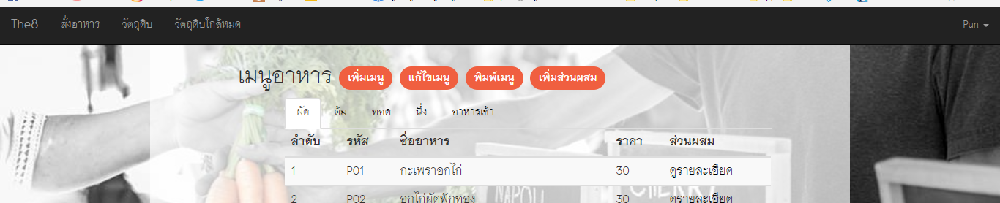 The8 สั่งอาหาร วัตถุดิบ วัตถุดิบใกล้หมด Pun
เมนูอาหาร เพิ่มเมนู แก้ไขเมนู พิมพ์เมนู เพิ่มส่วนผสม
ผัด ต้ม ทอด นึ่ง อาหารเช้า
ลำดับ รหัส ชื่ออาหาร ราคา ส่วนผสม
1 P01 กะเพราอกไก่ 30 ดูรายละเอียด
2 P02 อกไก่ผัดฟักทอง 30 ดูรายละเอียด
NAPOLI